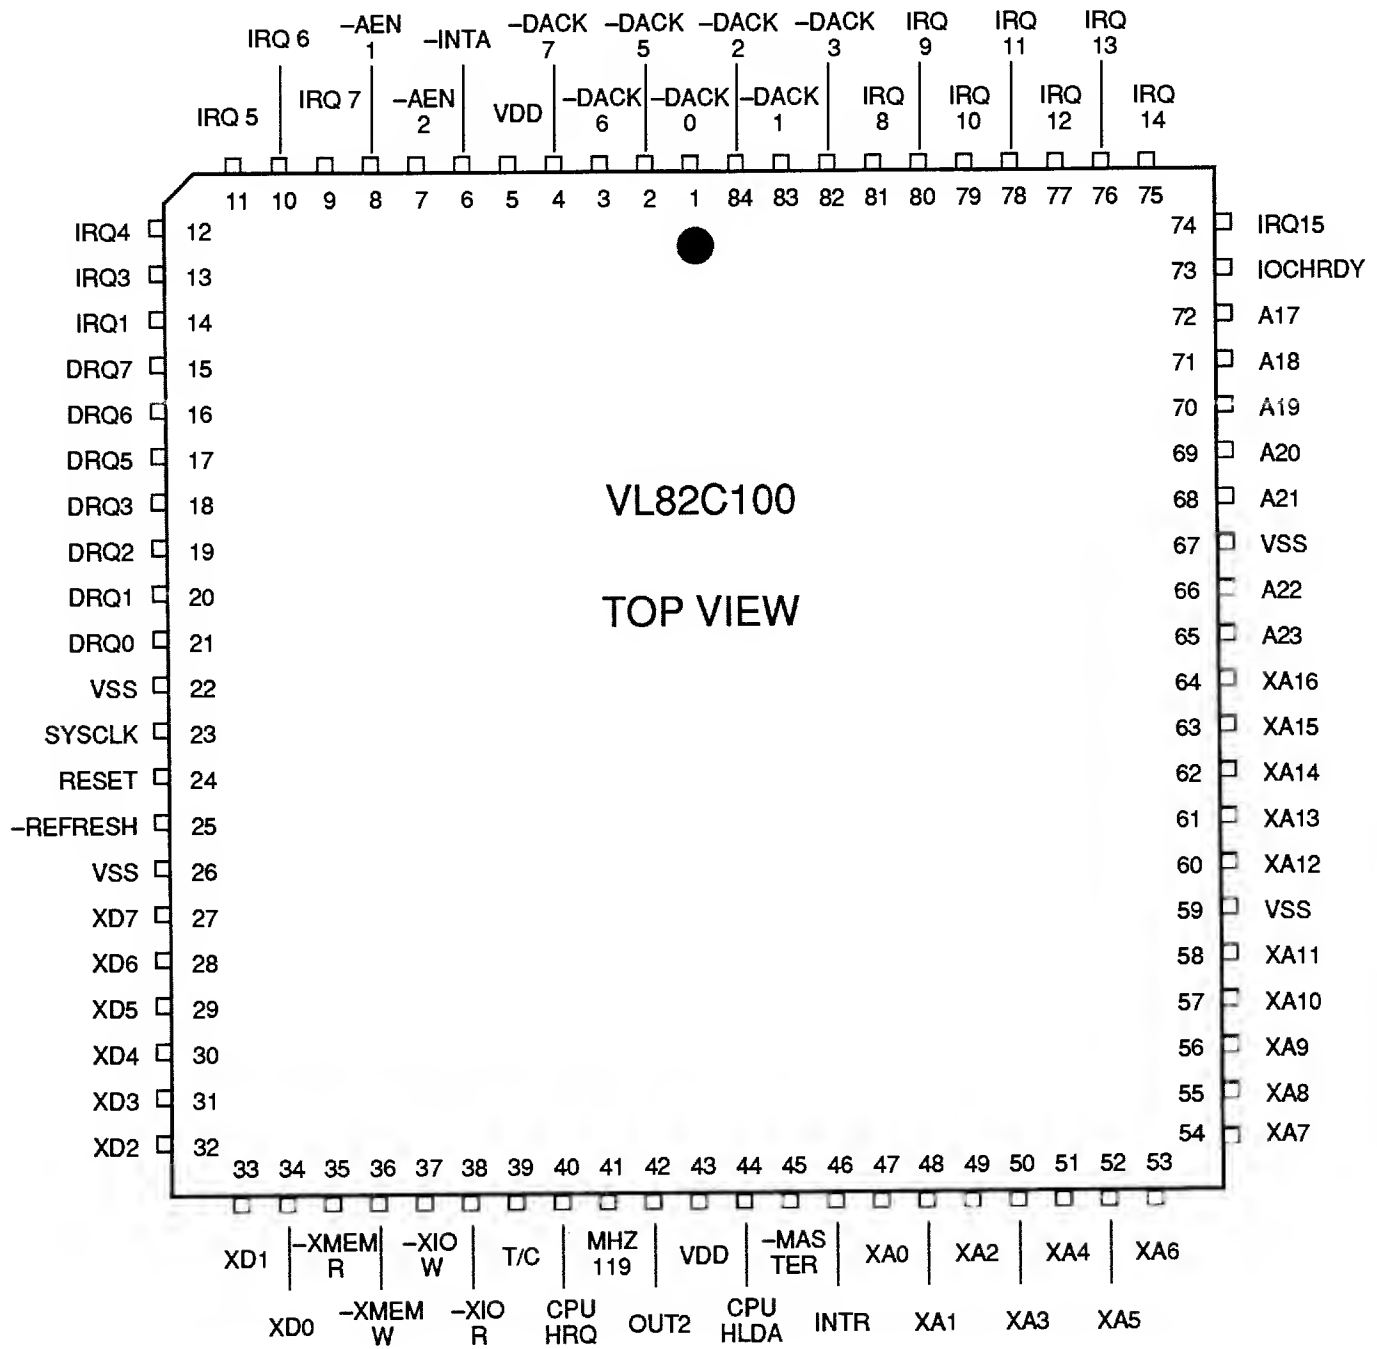 –DACK –DACK –DACK –DACK IRQ IRQ IRQ
IRQ 6 –AEN 1 –INTA 7 5 2 3 9 11 13
IRQ 5 IRQ 7 –AEN 2 VDD –DACK 6 –DACK 0 –DACK 1 IRQ 8 IRQ 10 IRQ 12 IRQ 14
11 10 9 8 7 6 5 4 3 2 1 84 83 82 81 80 79 78 77 76 75
IRQ4 12 74 IRQ15
IRQ3 13 73 IOCHRDY
IRQ1 14 72 A17
DRQ7 15 71 A18
DRQ6 16 70 A19
DRQ5 17 69 A20
DRQ3 18 68 A21
VL82C100
DRQ2 19 67 VSS
DRQ1 20 66 A22
TOP VIEW
DRQ0 21 65 A23
VSS 22 64 XA16
SYSCLK 23 63 XA15
RESET 24 62 XA14
–REFRESH 25 61 XA13
VSS 26 60 XA12
XD7 27 59 VSS
XD6 28 58 XA11
XD5 29 57 XA10
XD4 30 56 XA9
XD3 31 55 XA8
XD2 32 54 XA7
33 34 35 36 37 38 39 40 41 42 43 44 45 46 47 48 49 50 51 52 53
XD1 –XMEM R –XIO W T/C MHZ 119 VDD –MAS TER XA0 XA2 XA4 XA6
XD0 –XMEM W –XIO R CPU HRQ OUT2 CPU HLDA INTR XA1 XA3 XA5